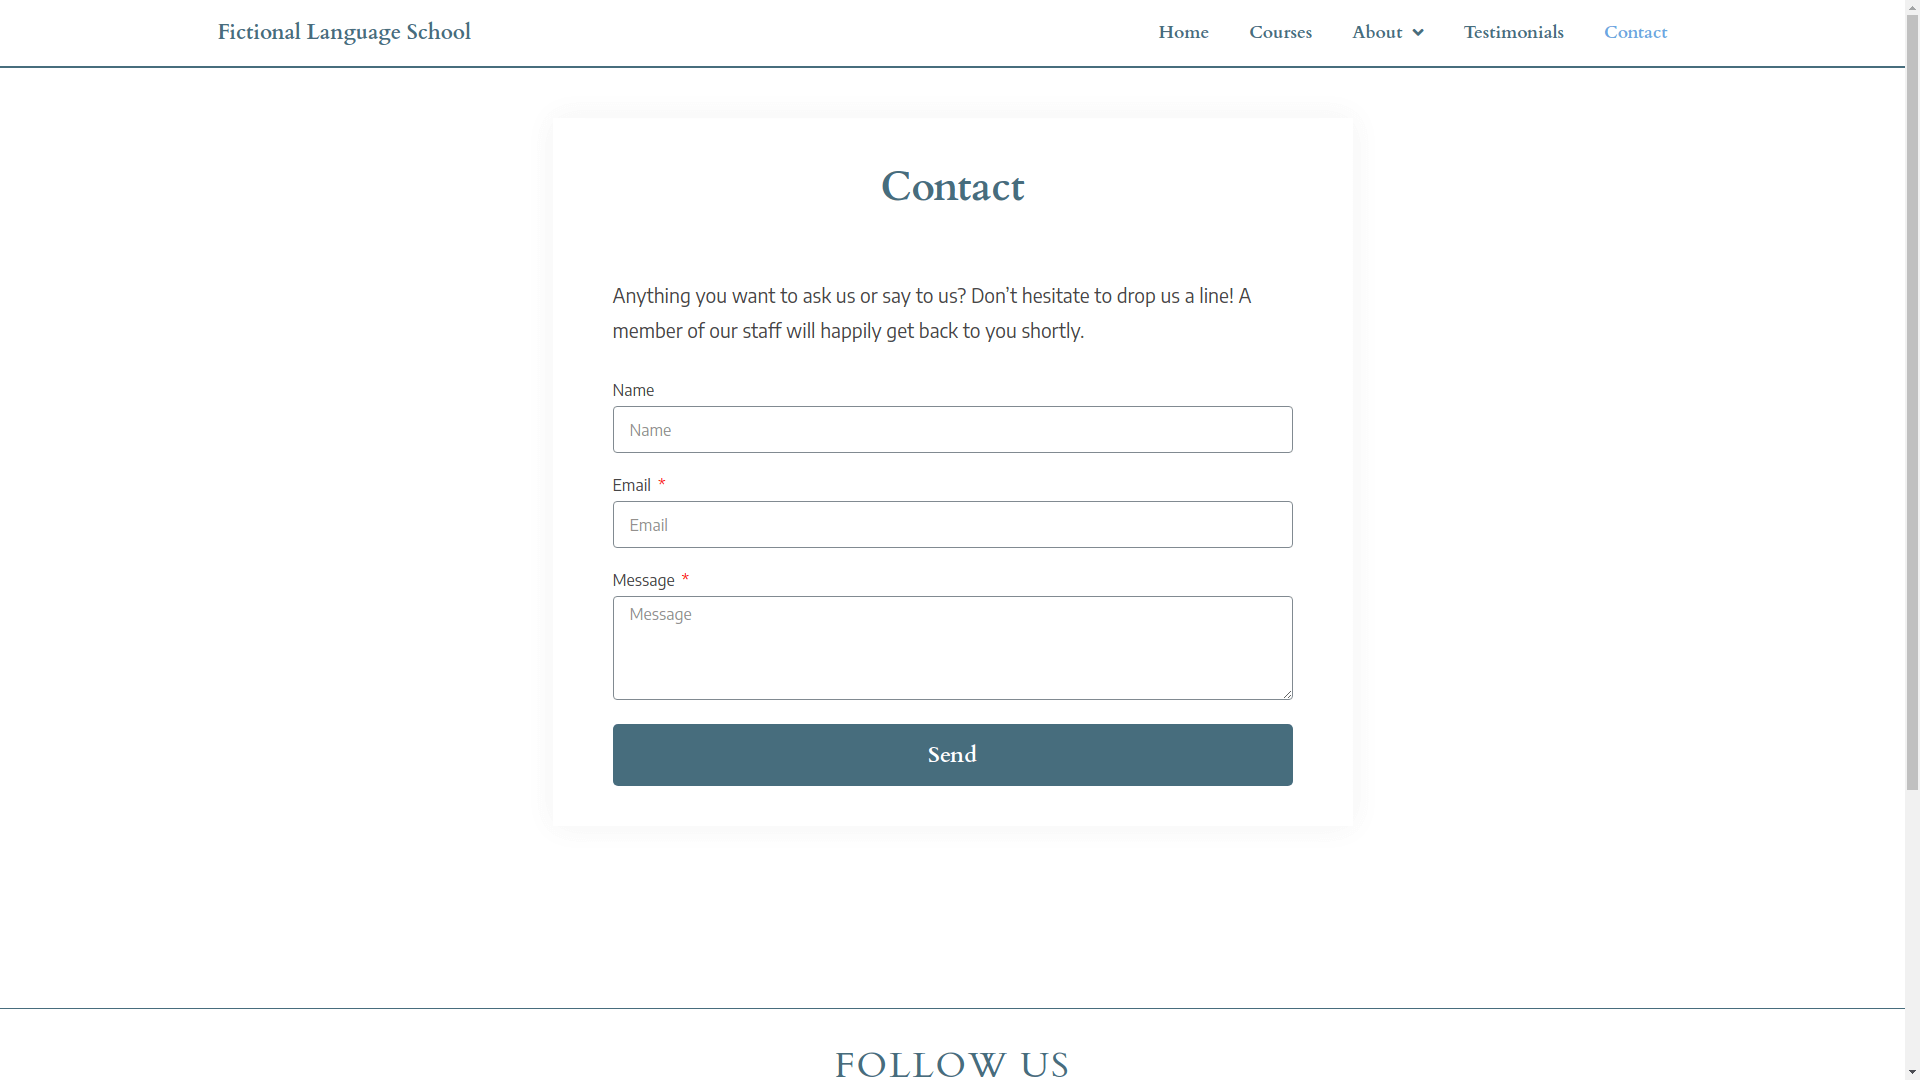 Fictional Language School
Home Courses About Testimonials Contact
Contact
Anything you want to ask us or say to us? Don’t hesitate to drop us a line! A
member of our staff will happily get back to you shortly.
Name
Name
Email *
Email
Message *
Message
Send
FOLLOW US